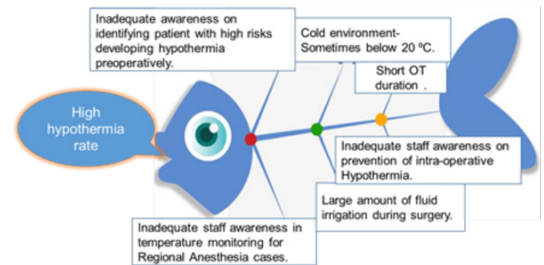 Inadequate awareness on
identifying patient with high risks
developing hypothermia
preoperatively.
Cold environment-
Sometimes below 20 ºC.
Short OT
duration .
High
hypothermia
rate
Inadequate staff awareness on
prevention of intra-operative
Hypothermia.
Large amount of fluid
irrigation during surgery.
Inadequate staff awareness in
temperature monitoring for
Regional Anesthesia cases.